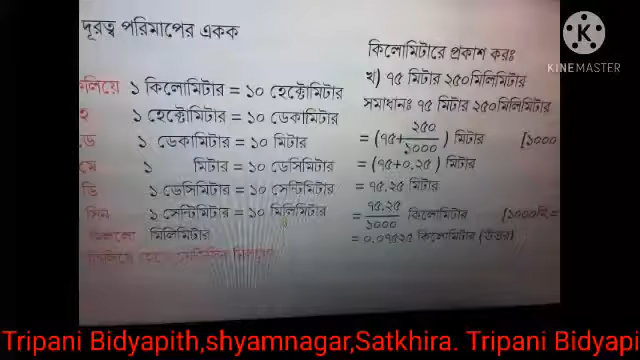 দূরত্ব পরিমাপের একক
১ কিলোমিটার = ১০ হেক্টোমিটার
১ হেক্টোমিটার = ১০ ডেকামিটার
১ ডেকামিটার = ১০ মিটার
১ মিটার = ১০ ডেসিমিটার
১ ডেসিমিটার = ১০ সেন্টিমিটার
১ সেন্টিমিটার = ১০ মিলিমিটার
মিলিমিটার
কিলোমিটারে প্রকাশ করঃ
খ) ৭৫ মিটার ২৫০মিলিমিটার
সমাধানঃ ৭৫ মিটার ২৫০মিলিমিটার
= (৭৫+২৫০/১০০০) মিটার [১০০০
= (৭৫+০.২৫) মিটার
= ৭৫.২৫ মিটার
= ৭৫.২৫/১০০০ কিলোমিটার [১০০০মি =
= ০.০৭৫২৫ কিলোমিটার (উত্তর)
KINEMASTER
Tripani Bidyapith,shyamnagar,Satkhira. Tripani Bidyapi